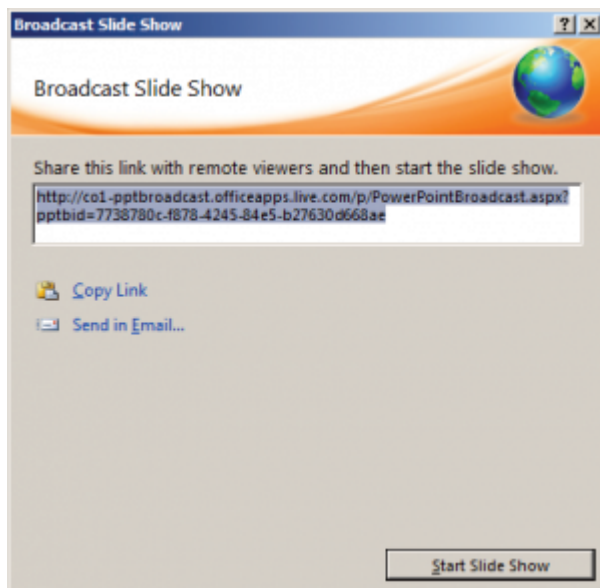 Broadcast Slide Show
Broadcast Slide Show
Share this link with remote viewers and then start the slide show.
http://co1-pptbroadcast.officeapps.live.com/p/PowerPointBroadcast.aspx?
pptbid=7738780c-f878-4245-84e5-b27630d668ae
Copy Link
Send in Email...
Start Slide Show